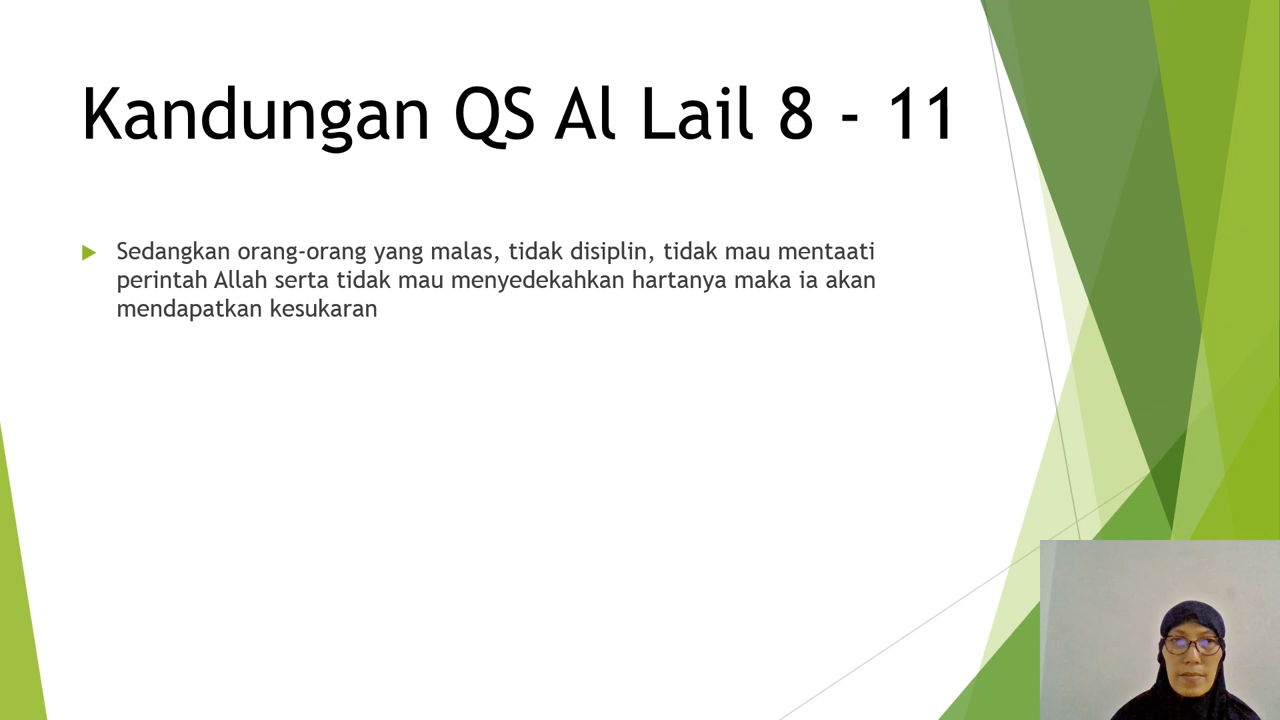 Kandungan QS Al Lail 8 - 11
Sedangkan orang-orang yang malas, tidak disiplin, tidak mau mentaati
perintah Allah serta tidak mau menyedekahkan hartanya maka ia akan
mendapatkan kesukaran